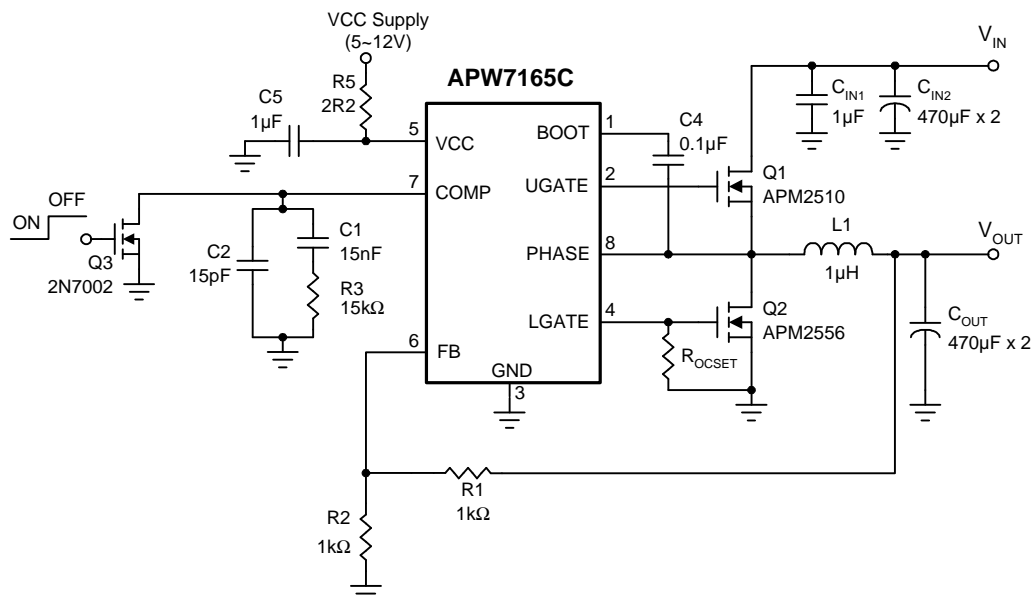 VCC Supply
(5~12V)
R5
2R2
C5
1µF
APW7165C
5
VCC
7
COMP
6
FB
GND
3
BOOT
1
UGATE
2
PHASE
8
LGATE
4
C4
0.1µF
V_IN
C_IN1
1µF
C_IN2
470µF x 2
Q1
APM2510
L1
1µH
V_OUT
Q2
APM2556
R_OCSET
C_OUT
470µF x 2
ON
OFF
Q3
2N7002
C2
15pF
C1
15nF
R3
15kΩ
R1
1kΩ
R2
1kΩ